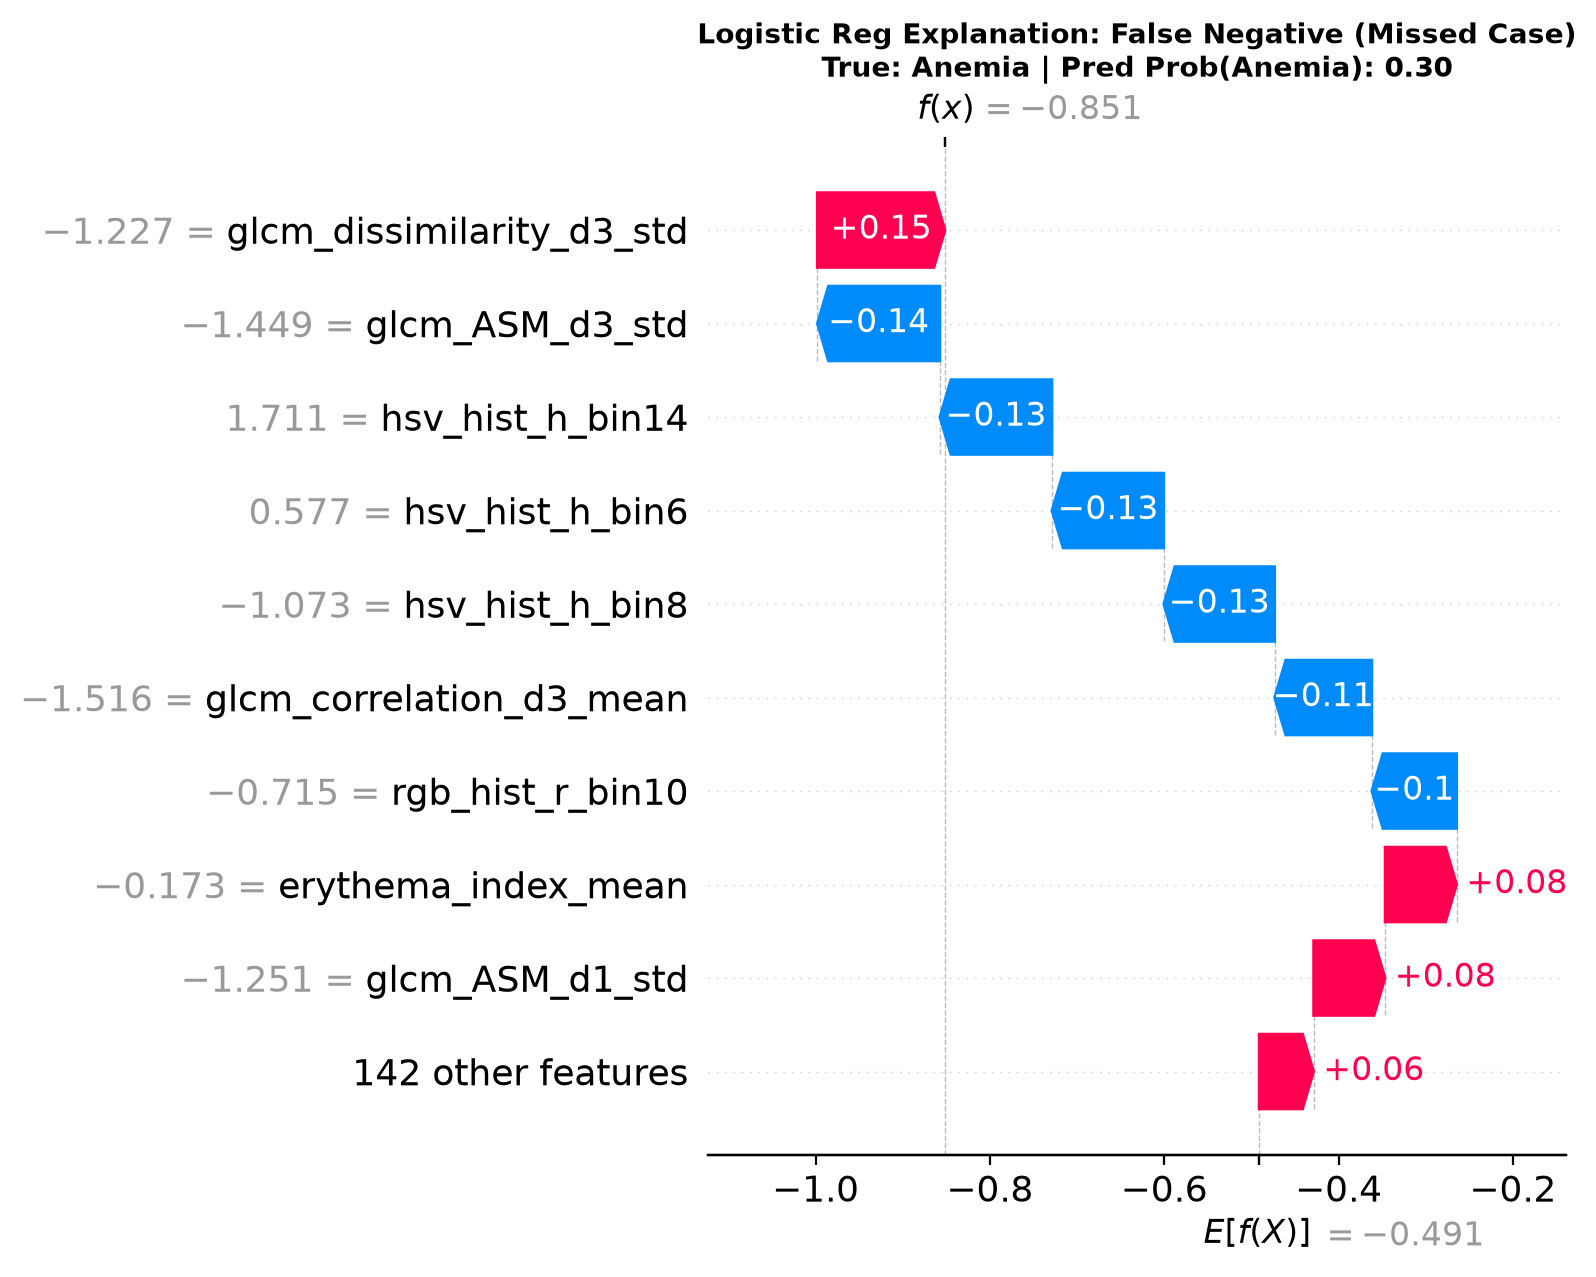 Logistic Reg Explanation: False Negative (Missed Case)
True: Anemia | Pred Prob(Anemia): 0.30
f(x) = −0.851
−1.227 = glcm_dissimilarity_d3_std +0.15
−1.449 = glcm_ASM_d3_std −0.14
1.711 = hsv_hist_h_bin14 −0.13
0.577 = hsv_hist_h_bin6 −0.13
−1.073 = hsv_hist_h_bin8 −0.13
−1.516 = glcm_correlation_d3_mean −0.11
−0.715 = rgb_hist_r_bin10 −0.1
−0.173 = erythema_index_mean +0.08
−1.251 = glcm_ASM_d1_std +0.08
142 other features +0.06
−1.0 −0.8 −0.6 −0.4 −0.2
E[f(X)] = −0.491